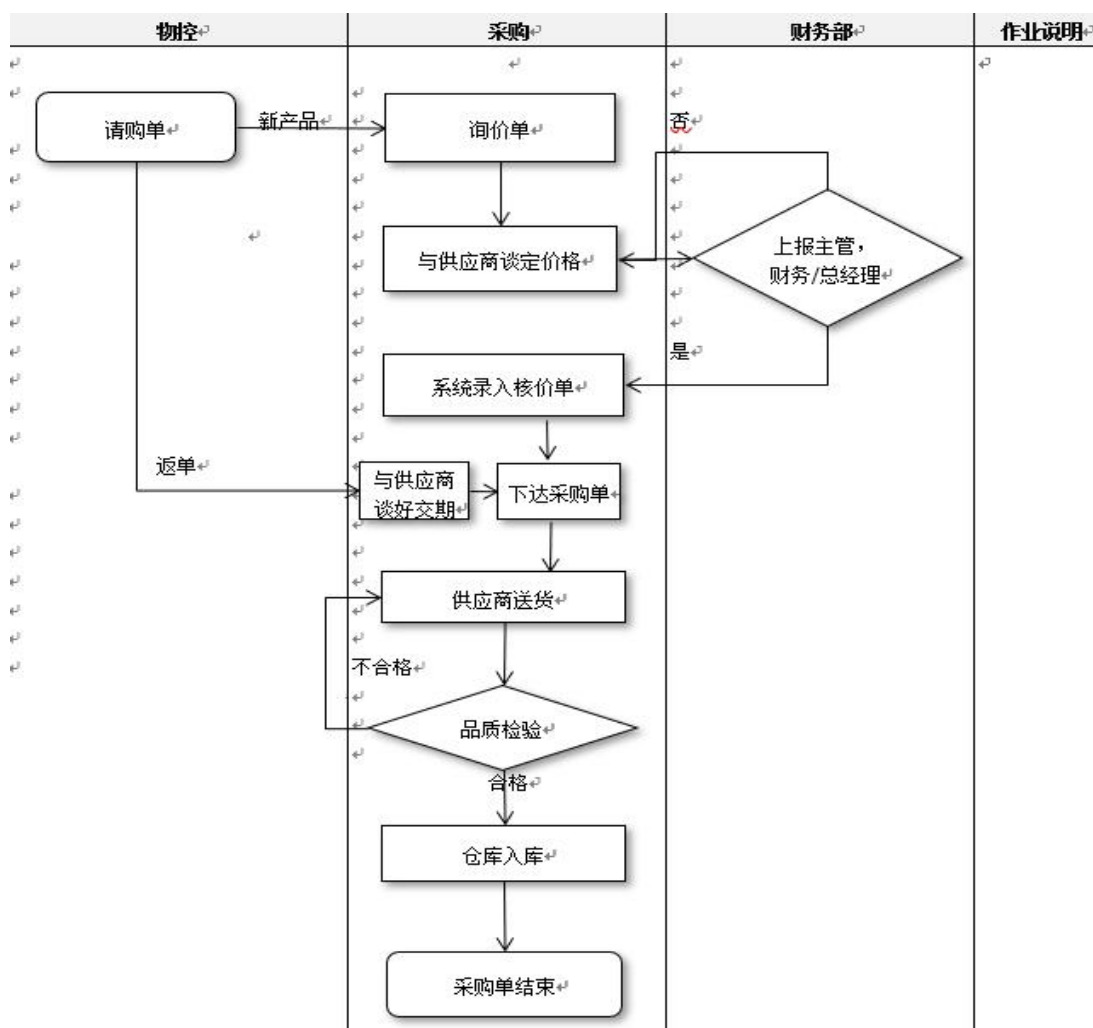 物控
采购
财务部
作业说明
请购单
新产品
询价单
否
与供应商谈定价格
上报主管，
财务/总经理
是
系统录入核价单
返单
与供应商
谈好交期
下达采购单
供应商送货
不合格
品质检验
合格
仓库入库
采购单结束